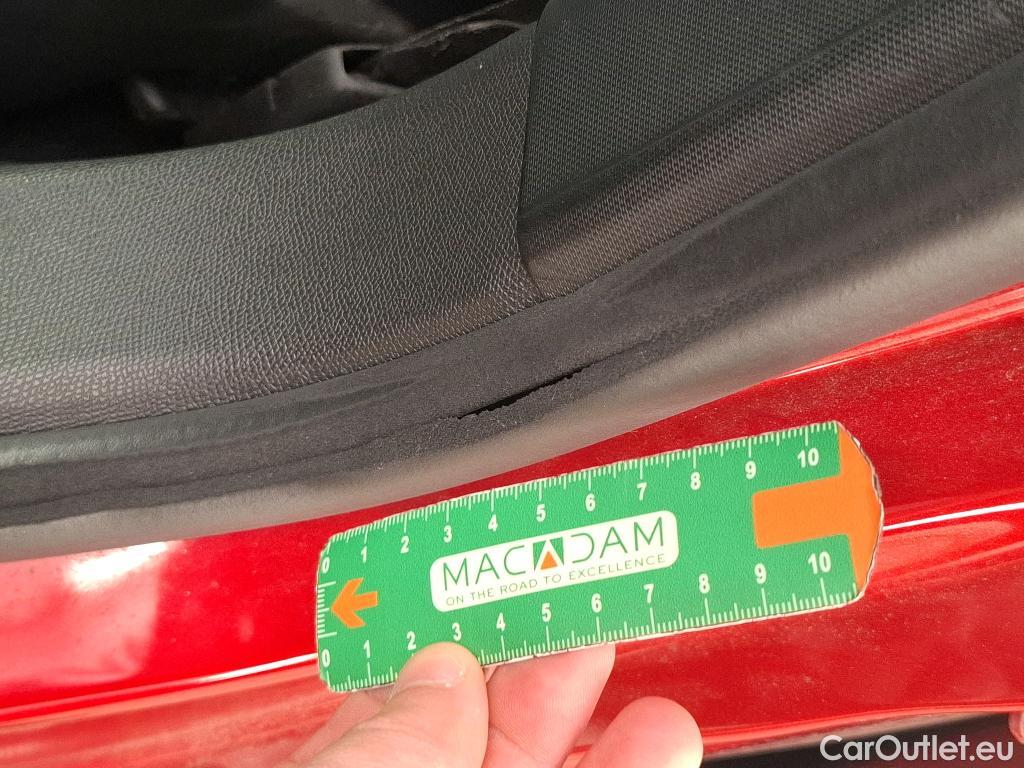 0 1 2 3 4 5 6 7 8 9 10
MACADAM
ON THE ROAD TO EXCELLENCE
0 1 2 3 4 5 6 7 8 9 10
CarOutlet.eu